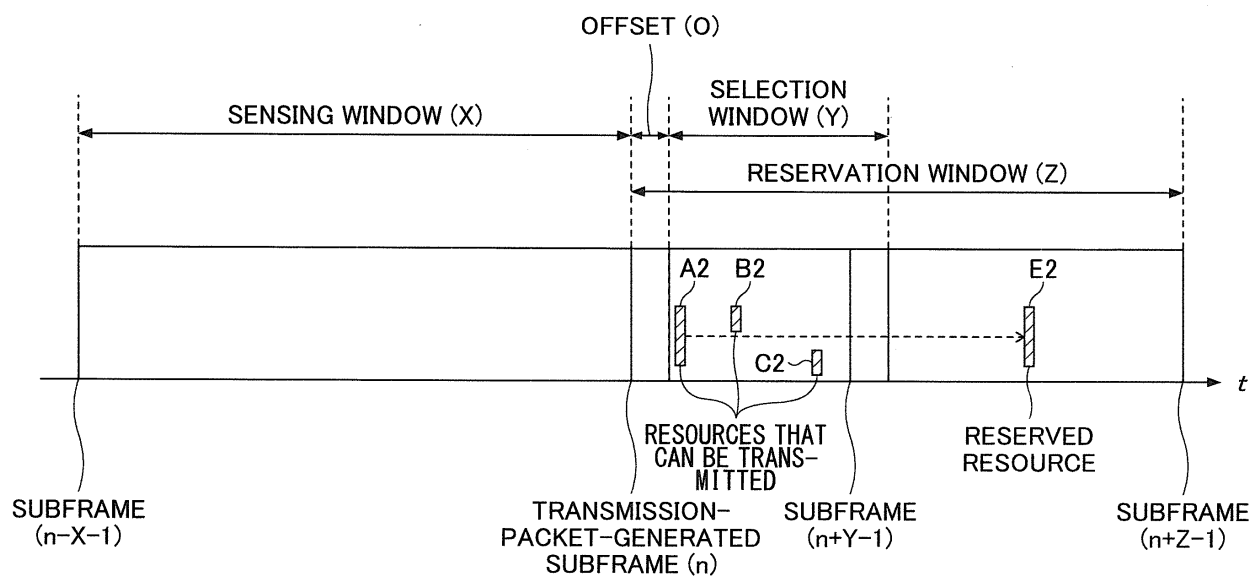 OFFSET (O)
SELECTION
WINDOW (Y)
SENSING WINDOW (X)
RESERVATION WINDOW (Z)
A2
B2
E2
C2
t
RESOURCES THAT
CAN BE TRANS-
MITTED
RESERVED
RESOURCE
SUBFRAME
(n-X-1)
TRANSMISSION-
PACKET-GENERATED
SUBFRAME (n)
SUBFRAME
(n+Y-1)
SUBFRAME
(n+Z-1)